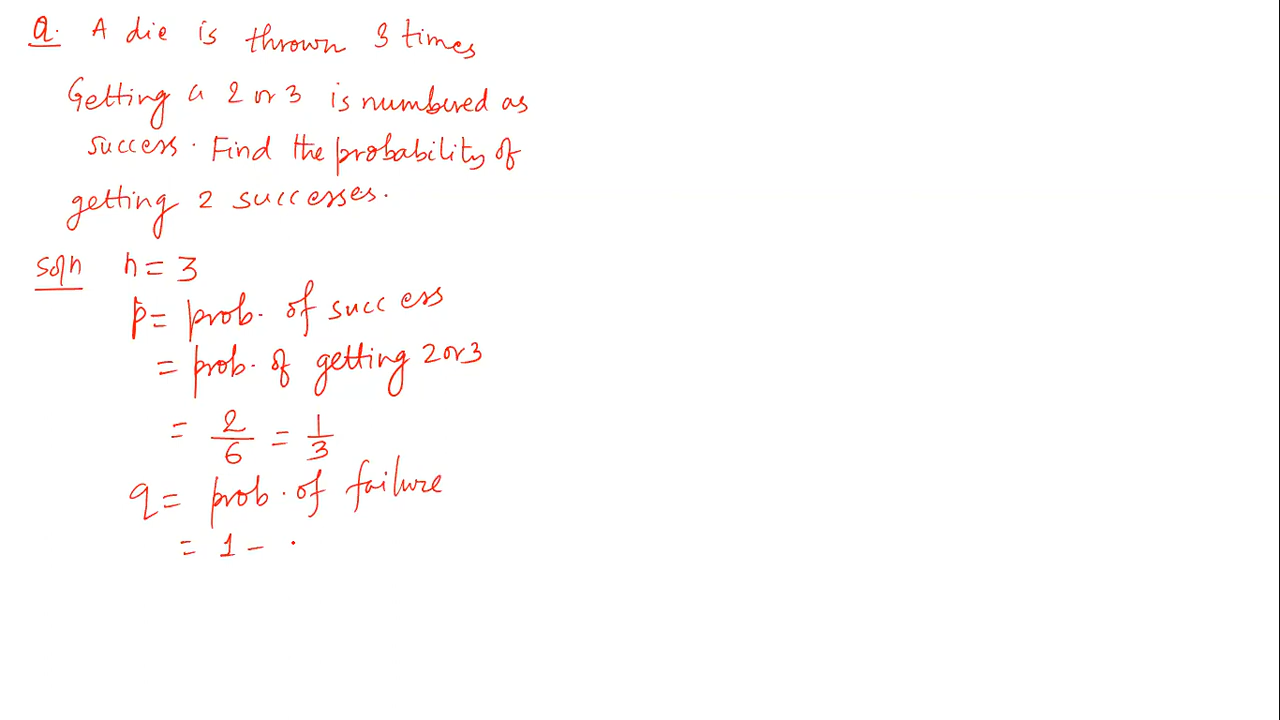 Q. A die is thrown 3 times
Getting a 2 or 3 is numbered as
success. Find the probability of
getting 2 successes.
Solⁿ n = 3
p = prob. of success
= prob. of getting 2 or 3
= 2/6 = 1/3
q = prob. of failure
= 1 -